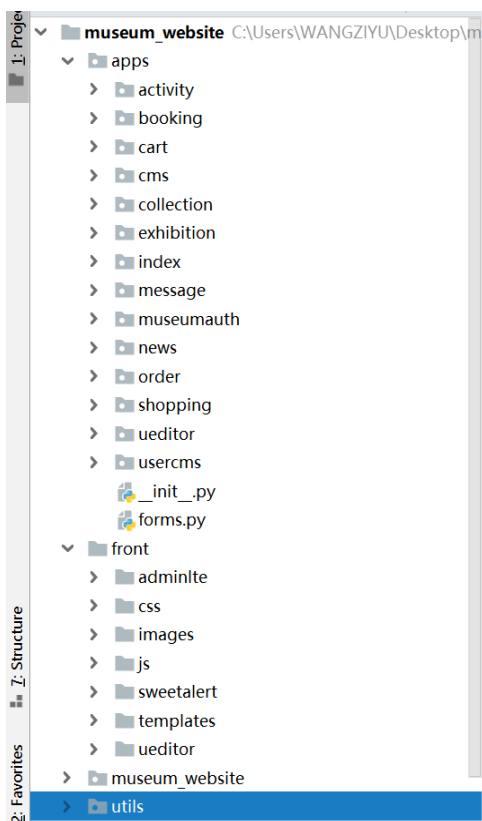 1: Projec
museum_website C:\Users\WANGZIYU\Desktop\m
apps
activity
booking
cart
cms
collection
exhibition
index
message
museumauth
news
order
shopping
ueditor
usercms
__init__.py
forms.py
front
adminlte
css
images
js
sweetalert
templates
ueditor
museum_website
utils
7: Structure
2: Favorites